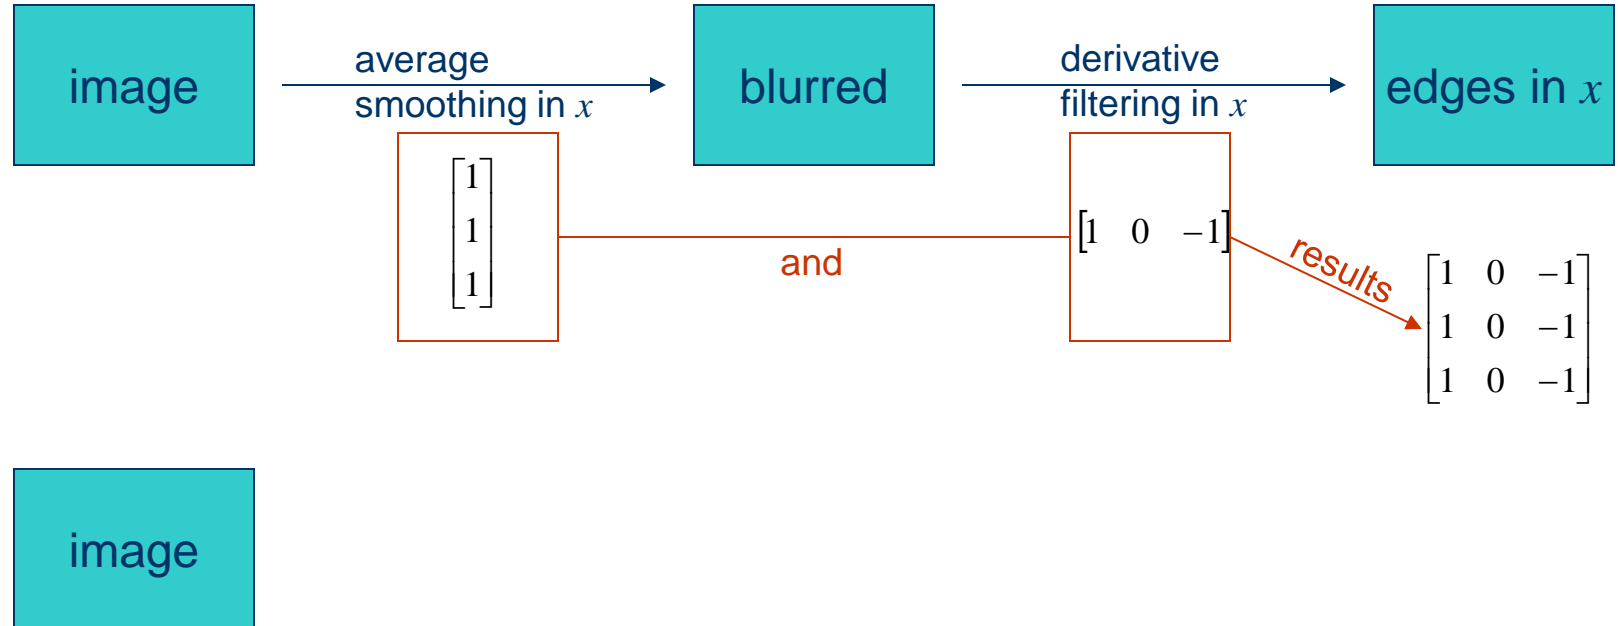 image
average
smoothing in x
blurred
derivative
filtering in x
edges in x
[1
1
1]
and
[1 0 −1]
results
[1 0 −1
1 0 −1
1 0 −1]
image